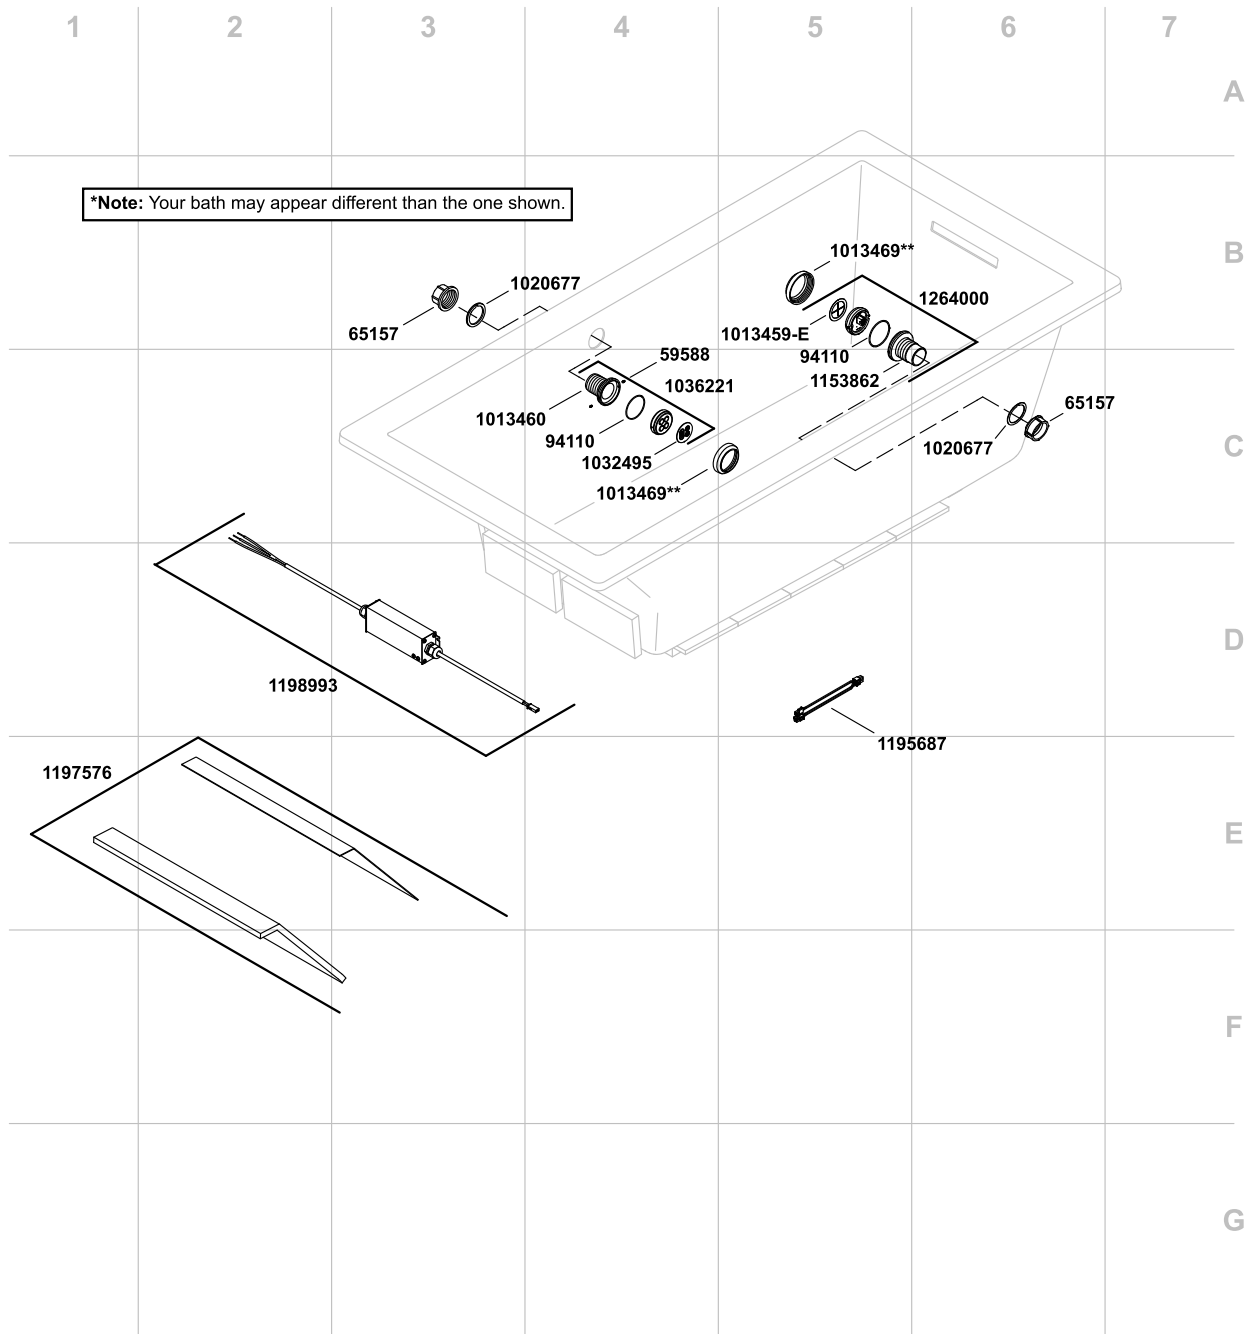 1 2 3 4 5 6 7
A
*Note: Your bath may appear different than the one shown.
B
1013469**
1020677
1264000
65157
1013459-E
59588
94110
1036221
1153862
1013460
65157
94110
C
1020677
1032495
1013469**
D
1198993
1195687
1197576
E
F
G